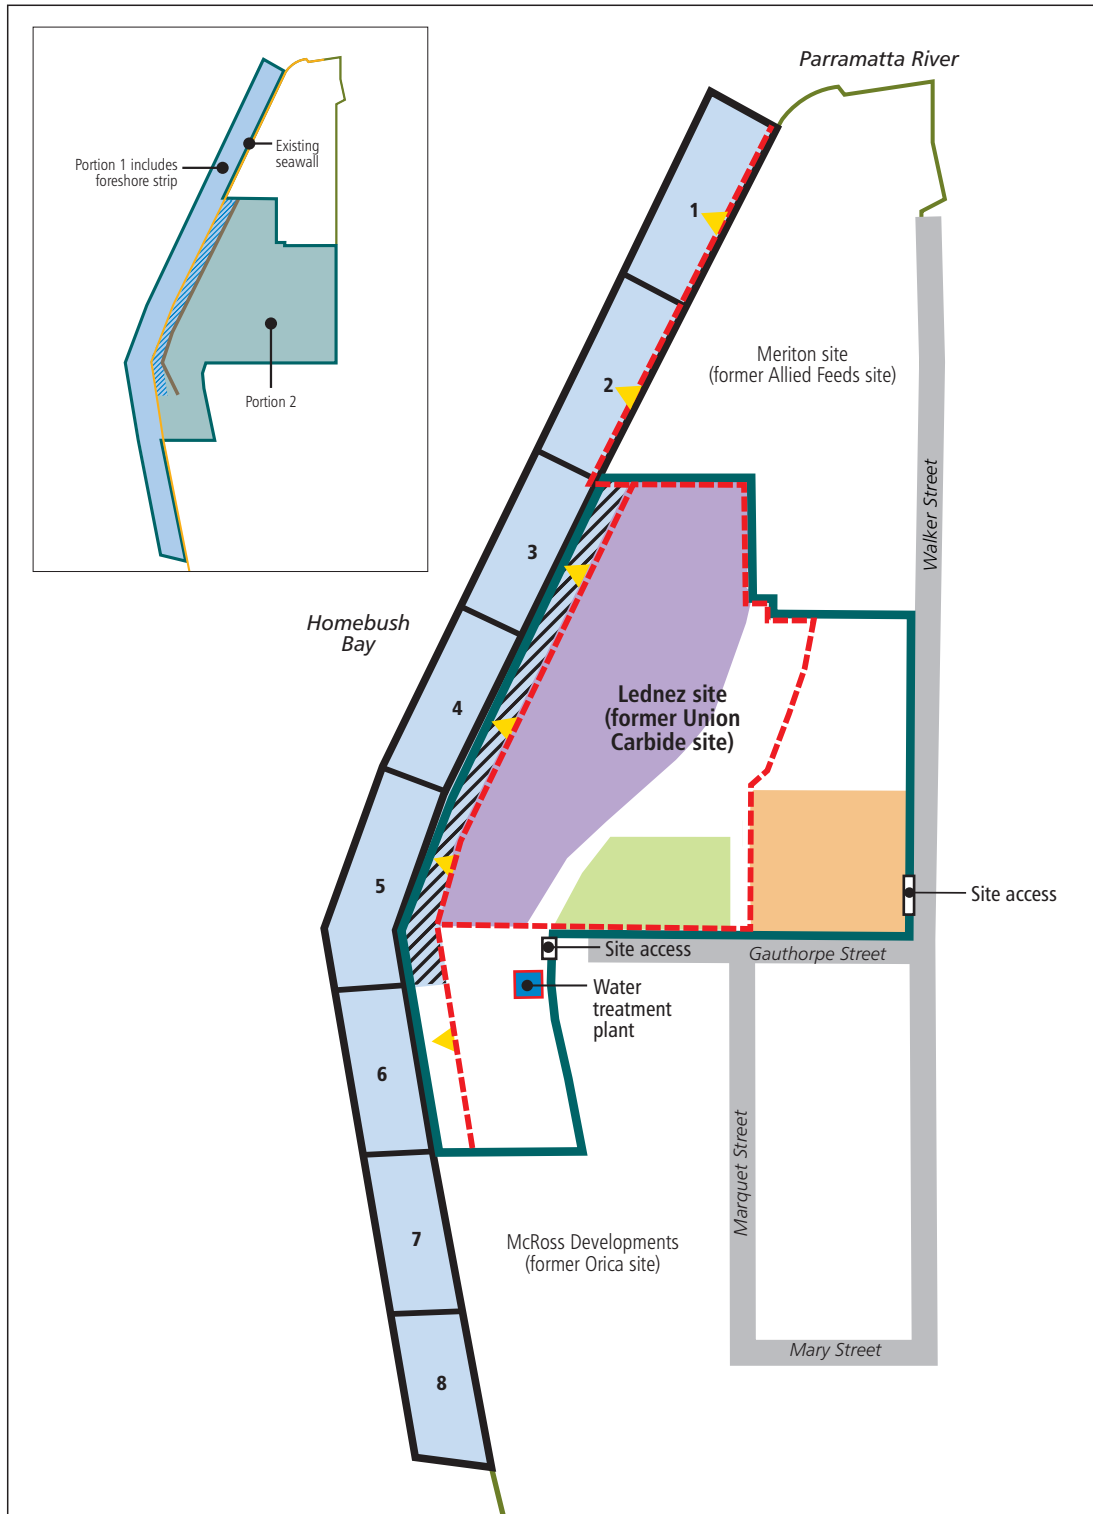 Parramatta River
Existing
seawall
Portion 1 includes
foreshore strip
Portion 2
1
2
3
4
5
6
7
8
Homebush
Bay
Meriton site
(former Allied Feeds site)
Walker Street
Lednez site
(former Union
Carbide site)
Site access
Site access
Gauthorpe Street
Water
treatment
plant
Marquet Street
McRoss Developments
(former Orica site)
Mary Street